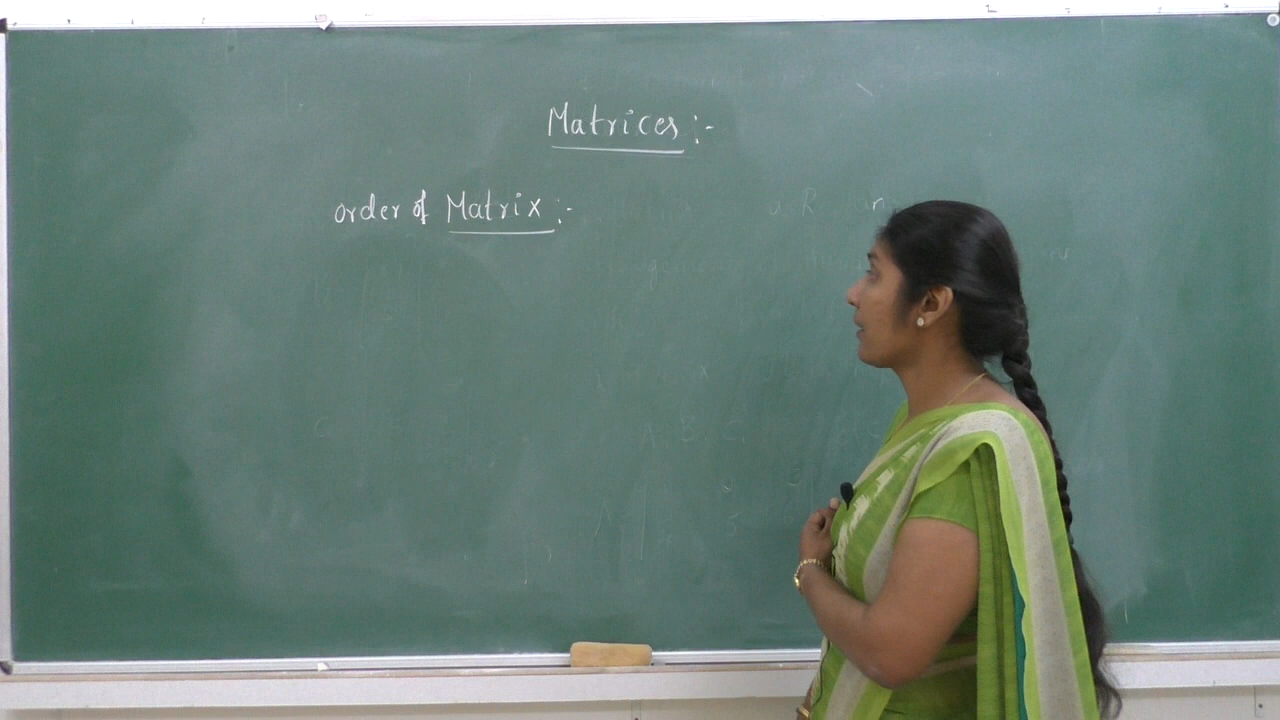 Matrices :-
order of Matrix :-